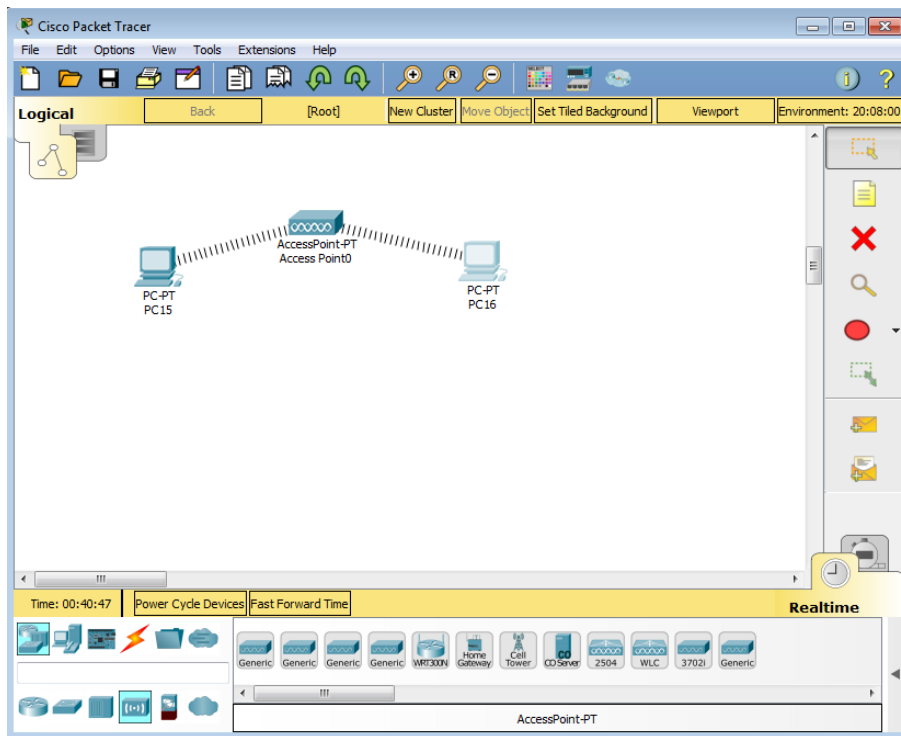 Cisco Packet Tracer
File Edit Options View Tools Extensions Help
Logical Back [Root] New Cluster Move Object Set Tiled Background Viewport Environment: 20:08:00
AccessPoint-PT
Access Point0
PC-PT
PC15
PC-PT
PC16
Time: 00:40:47 Power Cycle Devices Fast Forward Time Realtime
Generic Generic Generic Generic WRT300N Home Gateway Cell Tower CO Server 2504 WLC 3702i Generic
AccessPoint-PT